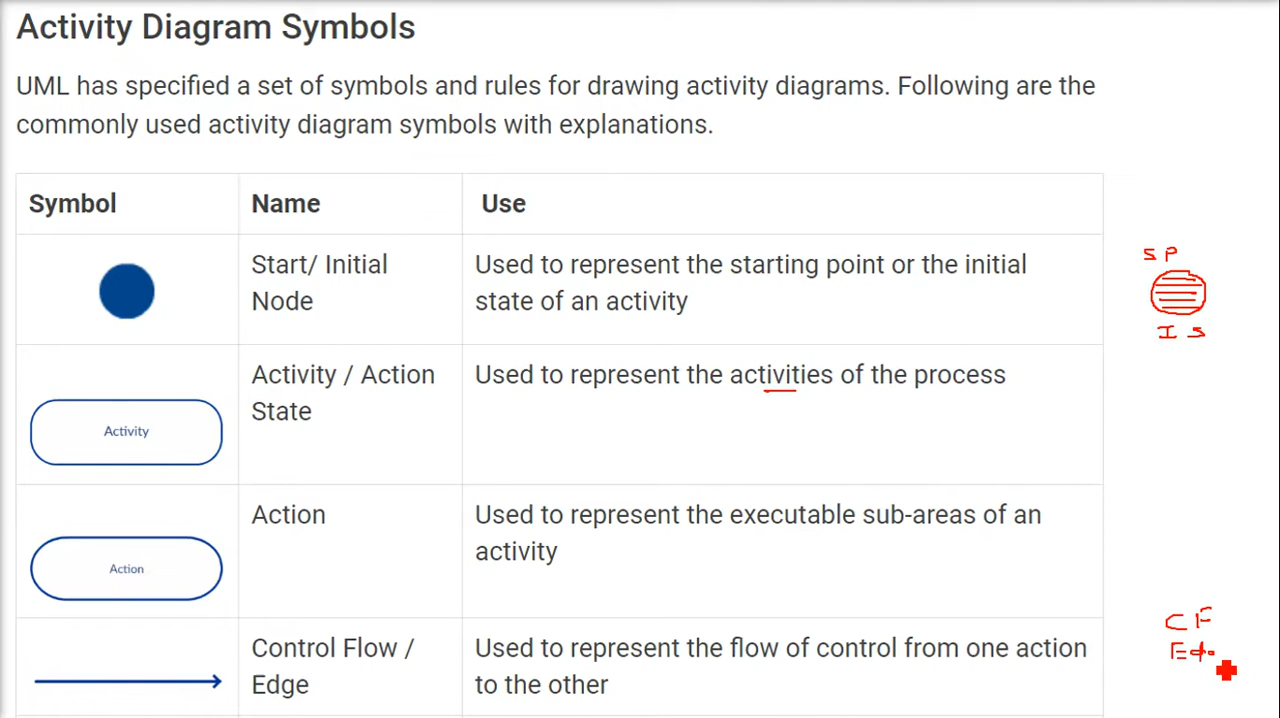 Activity Diagram Symbols
UML has specified a set of symbols and rules for drawing activity diagrams. Following are the
commonly used activity diagram symbols with explanations.
Symbol Name Use
Start/ Initial
Node
Used to represent the starting point or the initial
state of an activity
S P
I S
Activity
Activity / Action
State
Used to represent the activities of the process
Action
Action
Used to represent the executable sub-areas of an
activity
Control Flow /
Edge
Used to represent the flow of control from one action
to the other
C F